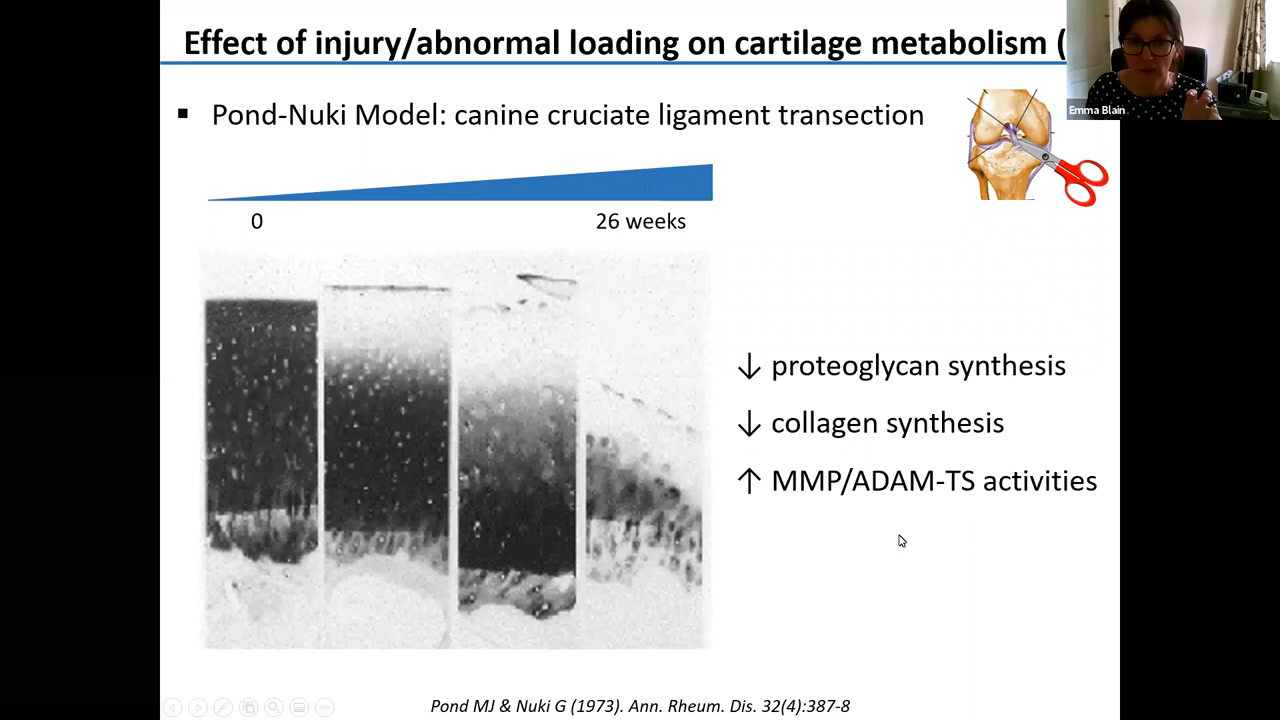 Effect of injury/abnormal loading on cartilage metabolism (
Emma Blain
▪ Pond-Nuki Model: canine cruciate ligament transection
0 26 weeks
↓ proteoglycan synthesis
↓ collagen synthesis
↑ MMP/ADAM-TS activities
Pond MJ & Nuki G (1973). Ann. Rheum. Dis. 32(4):387-8